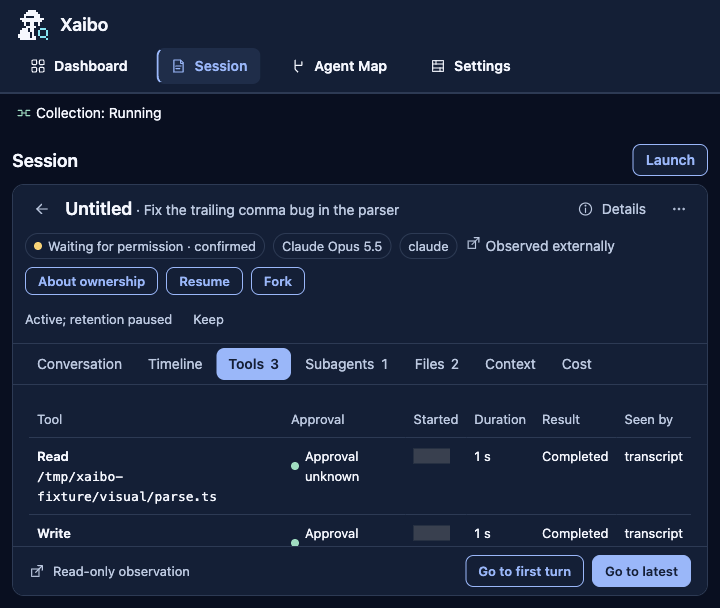 Xaibo
Dashboard Session Agent Map Settings
Collection: Running
Session Launch
Untitled · Fix the trailing comma bug in the parser Details
Waiting for permission · confirmed Claude Opus 5.5 claude Observed externally
About ownership Resume Fork
Active; retention paused Keep
Conversation Timeline Tools 3 Subagents 1 Files 2 Context Cost
Tool Approval Started Duration Result Seen by
Read Approval 1 s Completed transcript
/tmp/xaibo- unknown
fixture/visual/parse.ts
Write Approval 1 s Completed transcript
Read-only observation Go to first turn Go to latest